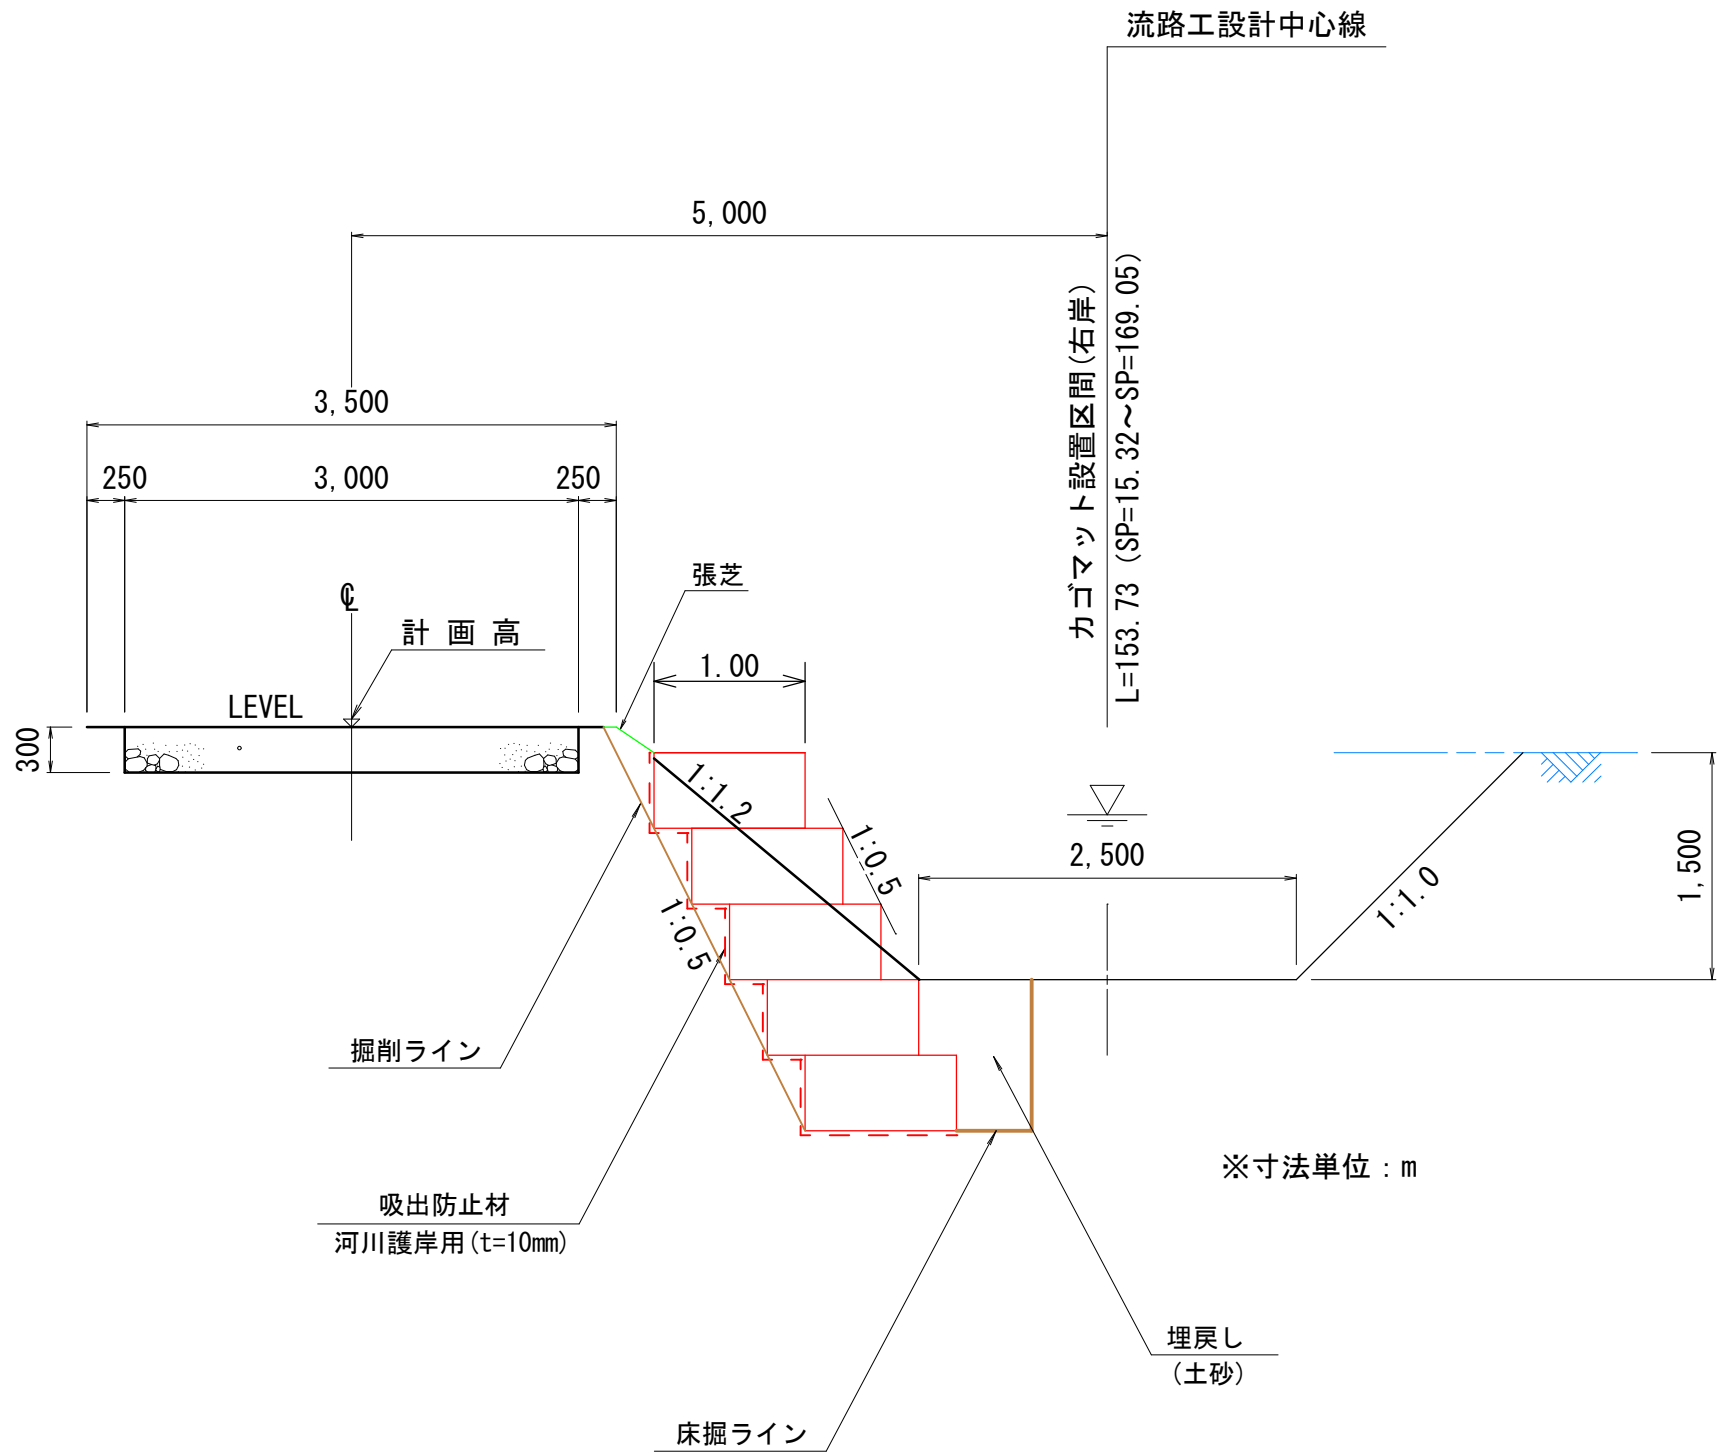 流路工設計中心線
5,000
カゴマット設置区間(右岸)
L=153.73 (SP=15.32～SP=169.05)
3,500
250
3,000
250
張芝
℄
計 画 高
1.00
LEVEL
300
1:1.2
1:0.5
2,500
1:1.0
1,500
1:0.5
掘削ライン
※寸法単位：m
吸出防止材
河川護岸用(t=10mm)
埋戻し
(土砂)
床掘ライン